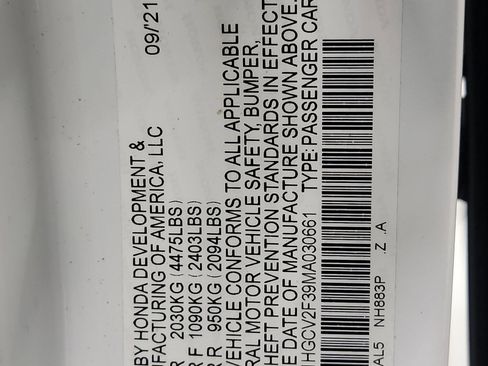 BY HONDA DEVELOPMENT & 09/21
FACTURING OF AMERICA, LLC
R 2030KG (4475LBS)
R F 1090KG (2403LBS)
R R 950KG (2094LBS)
VEHICLE CONFORMS TO ALL APPLICABLE
RAL MOTOR VEHICLE SAFETY, BUMPER,
HEFT PREVENTION STANDARDS IN EFFECT
E DATE OF MANUFACTURE SHOWN ABOVE.
HGCV2F39MA030661 TYPE: PASSENGER CAR
AL5 NH883P .Z .A